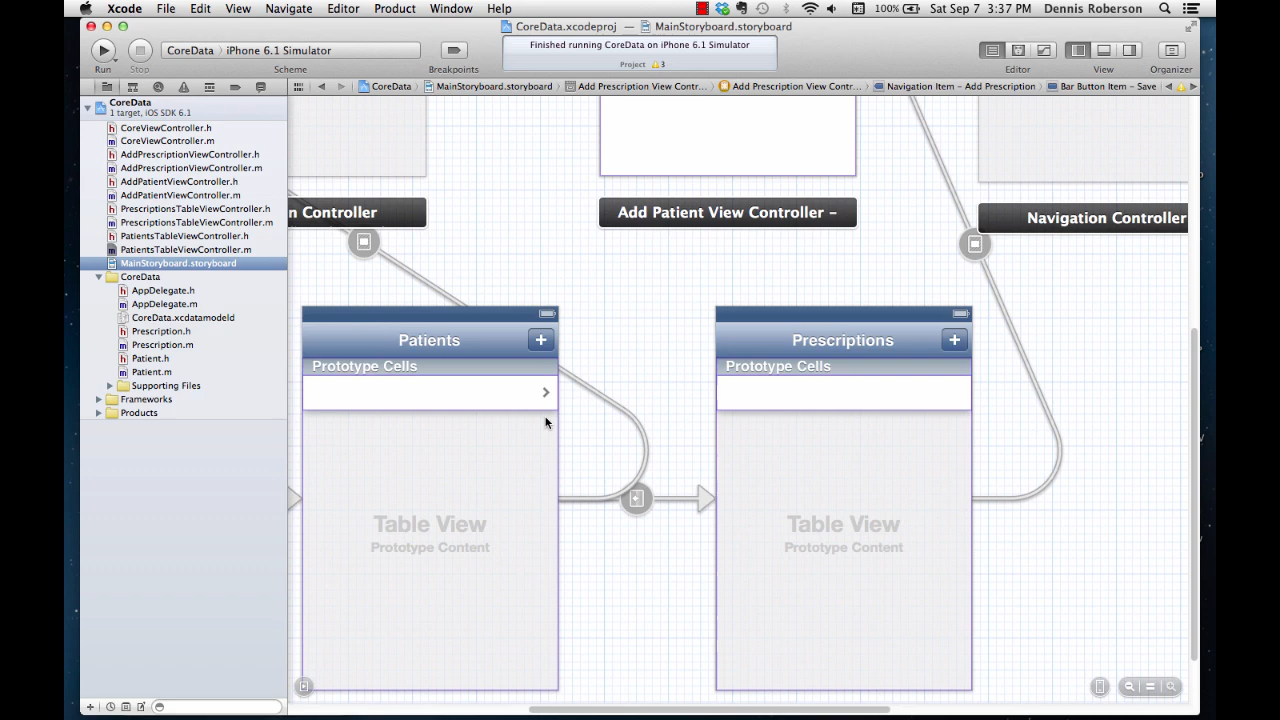 Xcode File Edit View Navigate Editor Product Window Help 100% Sat Sep 7 3:37 PM Dennis Roberson
CoreData.xcodeproj — MainStoryboard.storyboard
CoreData iPhone 6.1 Simulator
Finished running CoreData on iPhone 6.1 Simulator
Project 3
Run Stop Scheme Breakpoints Editor View Organizer
CoreData MainStoryboard.storyboard Add Prescription View Contr... Add Prescription View Contr... Navigation Item - Add Prescription Bar Button Item - Save
CoreData
1 target, iOS SDK 6.1
h CoreViewController.h
m CoreViewController.m
h AddPrescriptionViewController.h
m AddPrescriptionViewController.m
h AddPatientViewController.h
m AddPatientViewController.m
h PrescriptionsTableViewController.h
m PrescriptionsTableViewController.m
h PatientsTableViewController.h
m PatientsTableViewController.m
MainStoryboard.storyboard
CoreData
h AppDelegate.h
m AppDelegate.m
CoreData.xcdatamodeld
h Prescription.h
m Prescription.m
h Patient.h
m Patient.m
Supporting Files
Frameworks
Products
n Controller
Add Patient View Controller –
Navigation Controller
Patients +
Prototype Cells
Table View
Prototype Content
Prescriptions +
Prototype Cells
Table View
Prototype Content